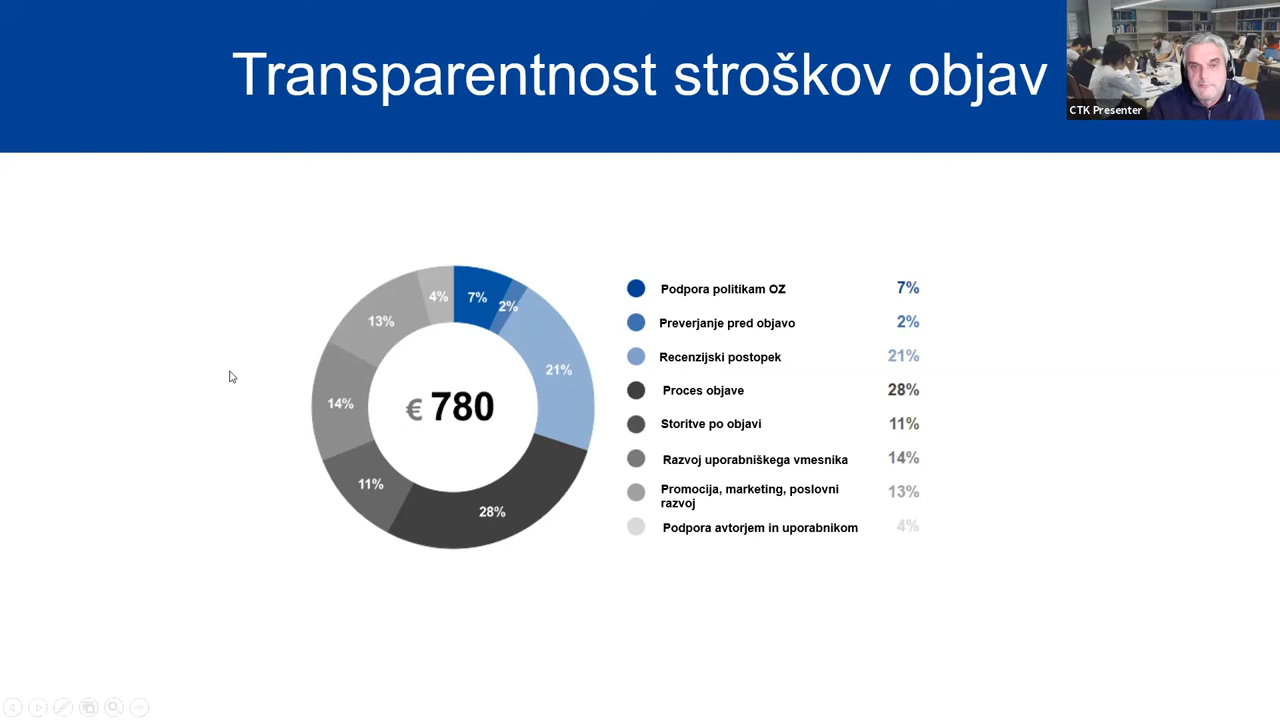 Transparentnost stroškov objav
CTK Presenter
4%
7%
2%
13%
21%
14%
€ 780
11%
28%
Podpora politikam OZ 7%
Preverjanje pred objavo 2%
Recenzijski postopek 21%
Proces objave 28%
Storitve po objavi 11%
Razvoj uporabniškega vmesnika 14%
Promocija, marketing, poslovni
razvoj 13%
Podpora avtorjem in uporabnikom 4%